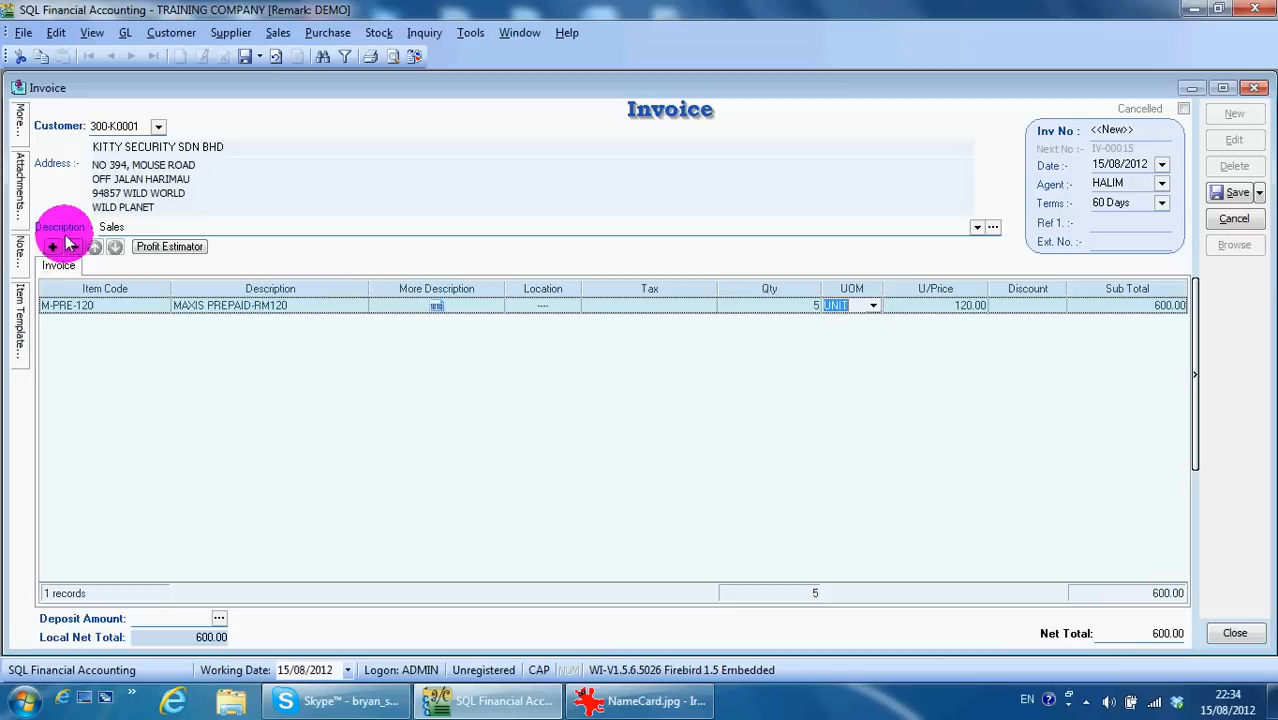 SQL Financial Accounting - TRAINING COMPANY [Remark: DEMO]
File Edit View GL Customer Supplier Sales Purchase Stock Inquiry Tools Window Help
Invoice
Invoice
Cancelled
More...
Attachments...
Note...
Item Template...
Customer: 300-K0001
KITTY SECURITY SDN BHD
Address :- NO 394, MOUSE ROAD
OFF JALAN HARIMAU
94857 WILD WORLD
WILD PLANET
Description Sales
Profit Estimator
Inv No : <<New>>
Next No : IV-00015
Date :- 15/08/2012
Agent :- HALIM
Terms :- 60 Days
Ref 1. :-
Ext. No. :-
New
Edit
Delete
Save
Cancel
Browse
Invoice
Item Code Description More Description Location Tax Qty UOM U/Price Discount Sub Total
M-PRE-120 MAXIS PREPAID-RM120 ---- 5 UNIT 120.00 600.00
1 records 5 600.00
Deposit Amount:
Local Net Total: 600.00
Net Total: 600.00
Close
SQL Financial Accounting Working Date: 15/08/2012 Logon: ADMIN Unregistered CAP NUM WI-V1.5.6.5026 Firebird 1.5 Embedded
Skype™ - bryan_s...
SQL Financial Acc...
NameCard.jpg - Ir...
EN
22:34
15/08/2012